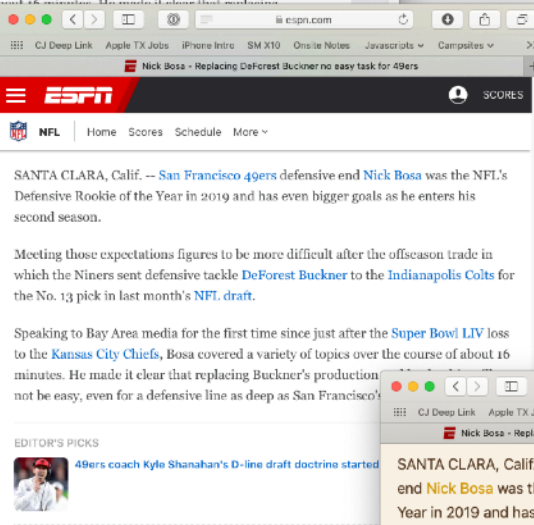 espn.com
CJ Deep Link Apple TX Jobs iPhone Intro SM X10 Onsite Notes Javascripts Campsites
Nick Bosa - Replacing DeForest Buckner no easy task for 49ers
ESPN
SCORES
NFL Home Scores Schedule More
SANTA CLARA, Calif. -- San Francisco 49ers defensive end Nick Bosa was the NFL's
Defensive Rookie of the Year in 2019 and has even bigger goals as he enters his
second season.
Meeting those expectations figures to be more difficult after the offseason trade in
which the Niners sent defensive tackle DeForest Buckner to the Indianapolis Colts for
the No. 13 pick in last month's NFL draft.
Speaking to Bay Area media for the first time since just after the Super Bowl LIV loss
to the Kansas City Chiefs, Bosa covered a variety of topics over the course of about 16
minutes. He made it clear that replacing Buckner's production
not be easy, even for a defensive line as deep as San Francisco's
EDITOR'S PICKS
49ers coach Kyle Shanahan's D-line draft doctrine started
CJ Deep Link Apple TX
Nick Bosa - Repl
SANTA CLARA, Calif
end Nick Bosa was t
Year in 2019 and has